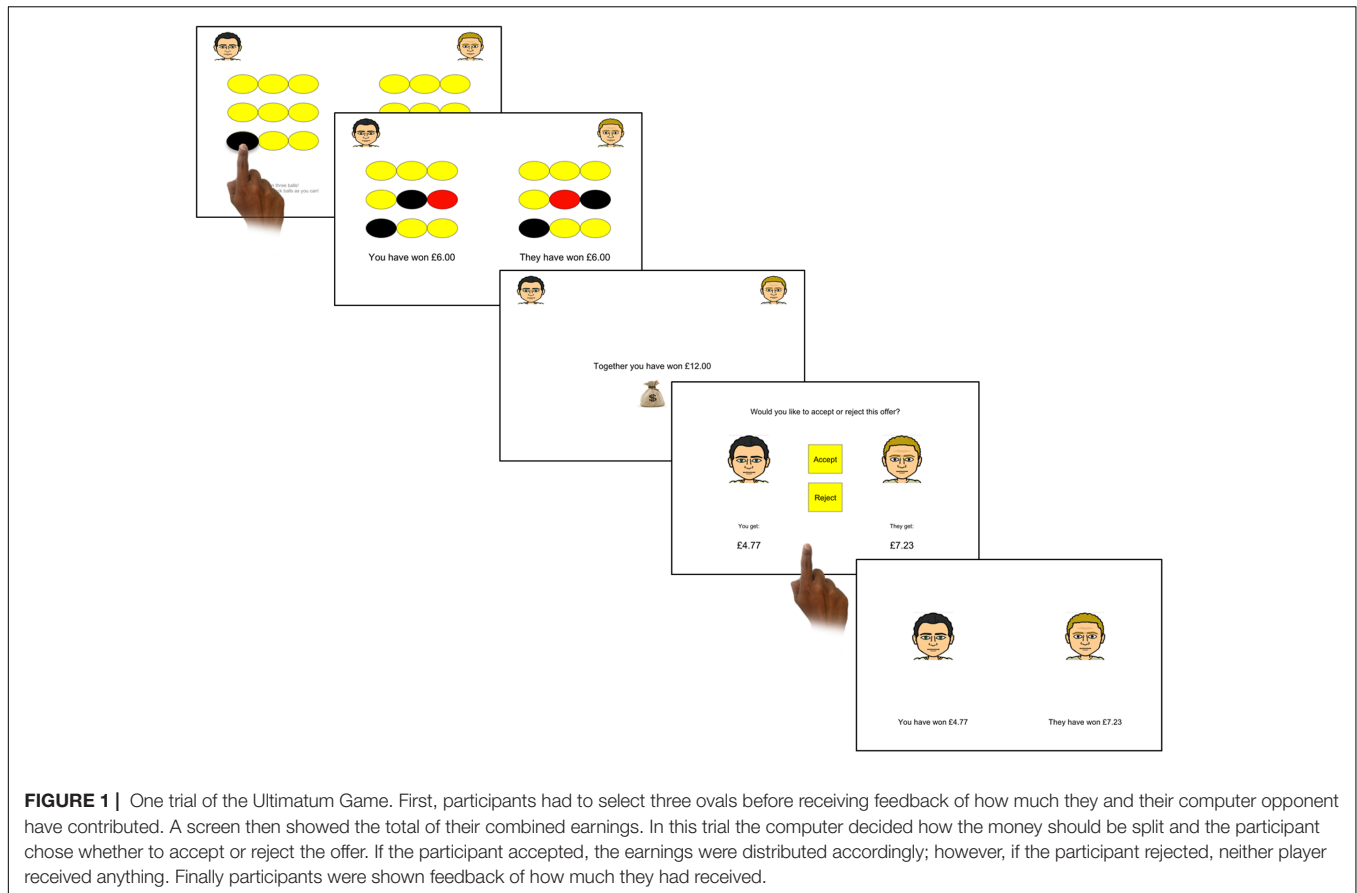 n three balls!
k balls as you can!
You have won £6.00
They have won £6.00
Together you have won £12.00
$
Would you like to accept or reject this offer?
Accept
Reject
You get:
They get:
£4.77
£7.23
You have won £4.77
They have won £7.23
FIGURE 1 | One trial of the Ultimatum Game. First, participants had to select three ovals before receiving feedback of how much they and their computer opponent
have contributed. A screen then showed the total of their combined earnings. In this trial the computer decided how the money should be split and the participant
chose whether to accept or reject the offer. If the participant accepted, the earnings were distributed accordingly; however, if the participant rejected, neither player
received anything. Finally participants were shown feedback of how much they had received.